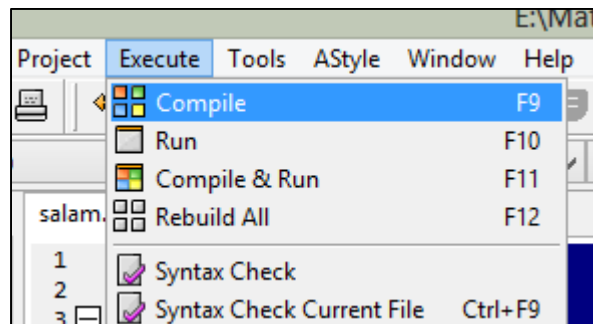 E:\Mat
Project Execute Tools AStyle Window Help
Compile F9
Run F10
Compile & Run F11
salam. Rebuild All F12
1
Syntax Check
2
Syntax Check Current File Ctrl+F9
3